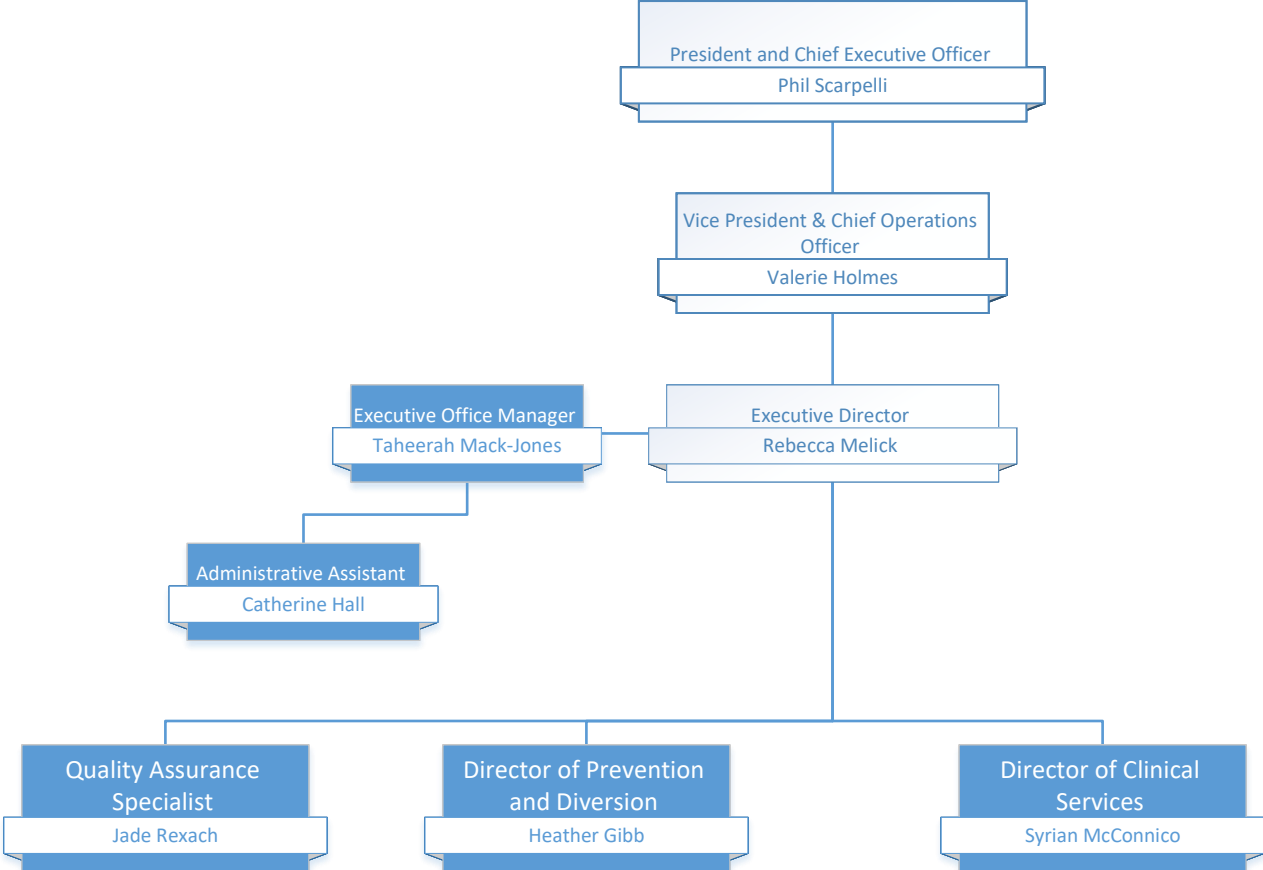 President and Chief Executive Officer
Phil Scarpelli
Vice President & Chief Operations
Officer
Valerie Holmes
Executive Office Manager
Taheerah Mack-Jones
Executive Director
Rebecca Melick
Administrative Assistant
Catherine Hall
Quality Assurance
Specialist
Jade Rexach
Director of Prevention
and Diversion
Heather Gibb
Director of Clinical
Services
Syrian McConnico